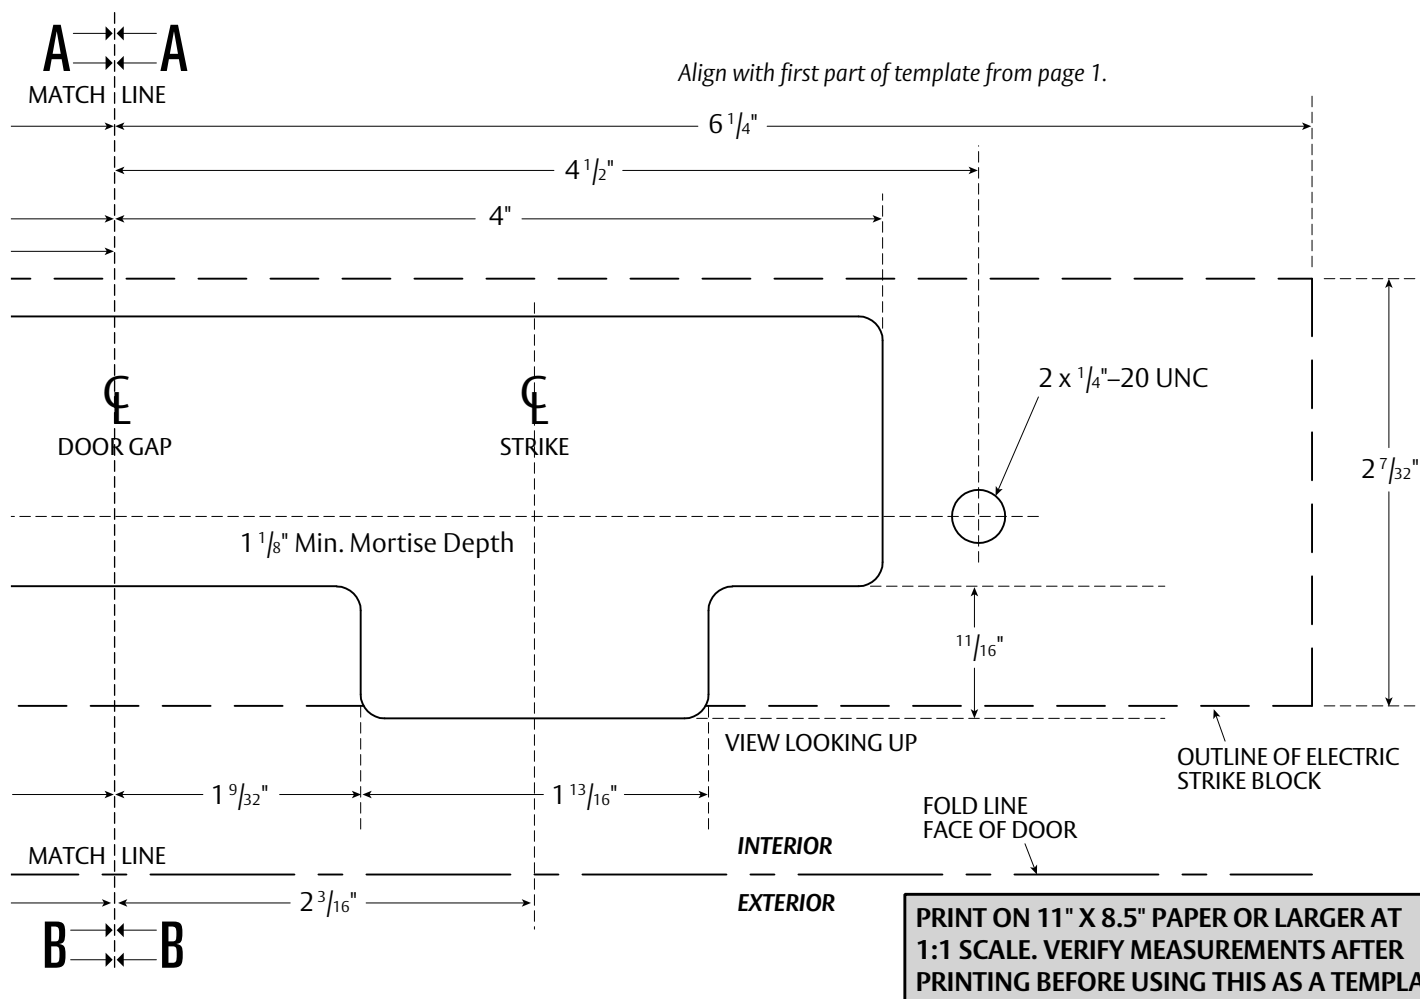 A A
MATCH LINE
Align with first part of template from page 1.
6 1/4"
4 1/2"
4"
℄ ℄
DOOR GAP STRIKE
2 x 1/4"–20 UNC
2 7/32"
1 1/8" Min. Mortise Depth
11/16"
VIEW LOOKING UP
OUTLINE OF ELECTRIC
STRIKE BLOCK
1 9/32" 1 13/16"
FOLD LINE
FACE OF DOOR
INTERIOR
MATCH LINE
2 3/16"
EXTERIOR
B B
PRINT ON 11" X 8.5" PAPER OR LARGER AT
1:1 SCALE. VERIFY MEASUREMENTS AFTER
PRINTING BEFORE USING THIS AS A TEMPLA